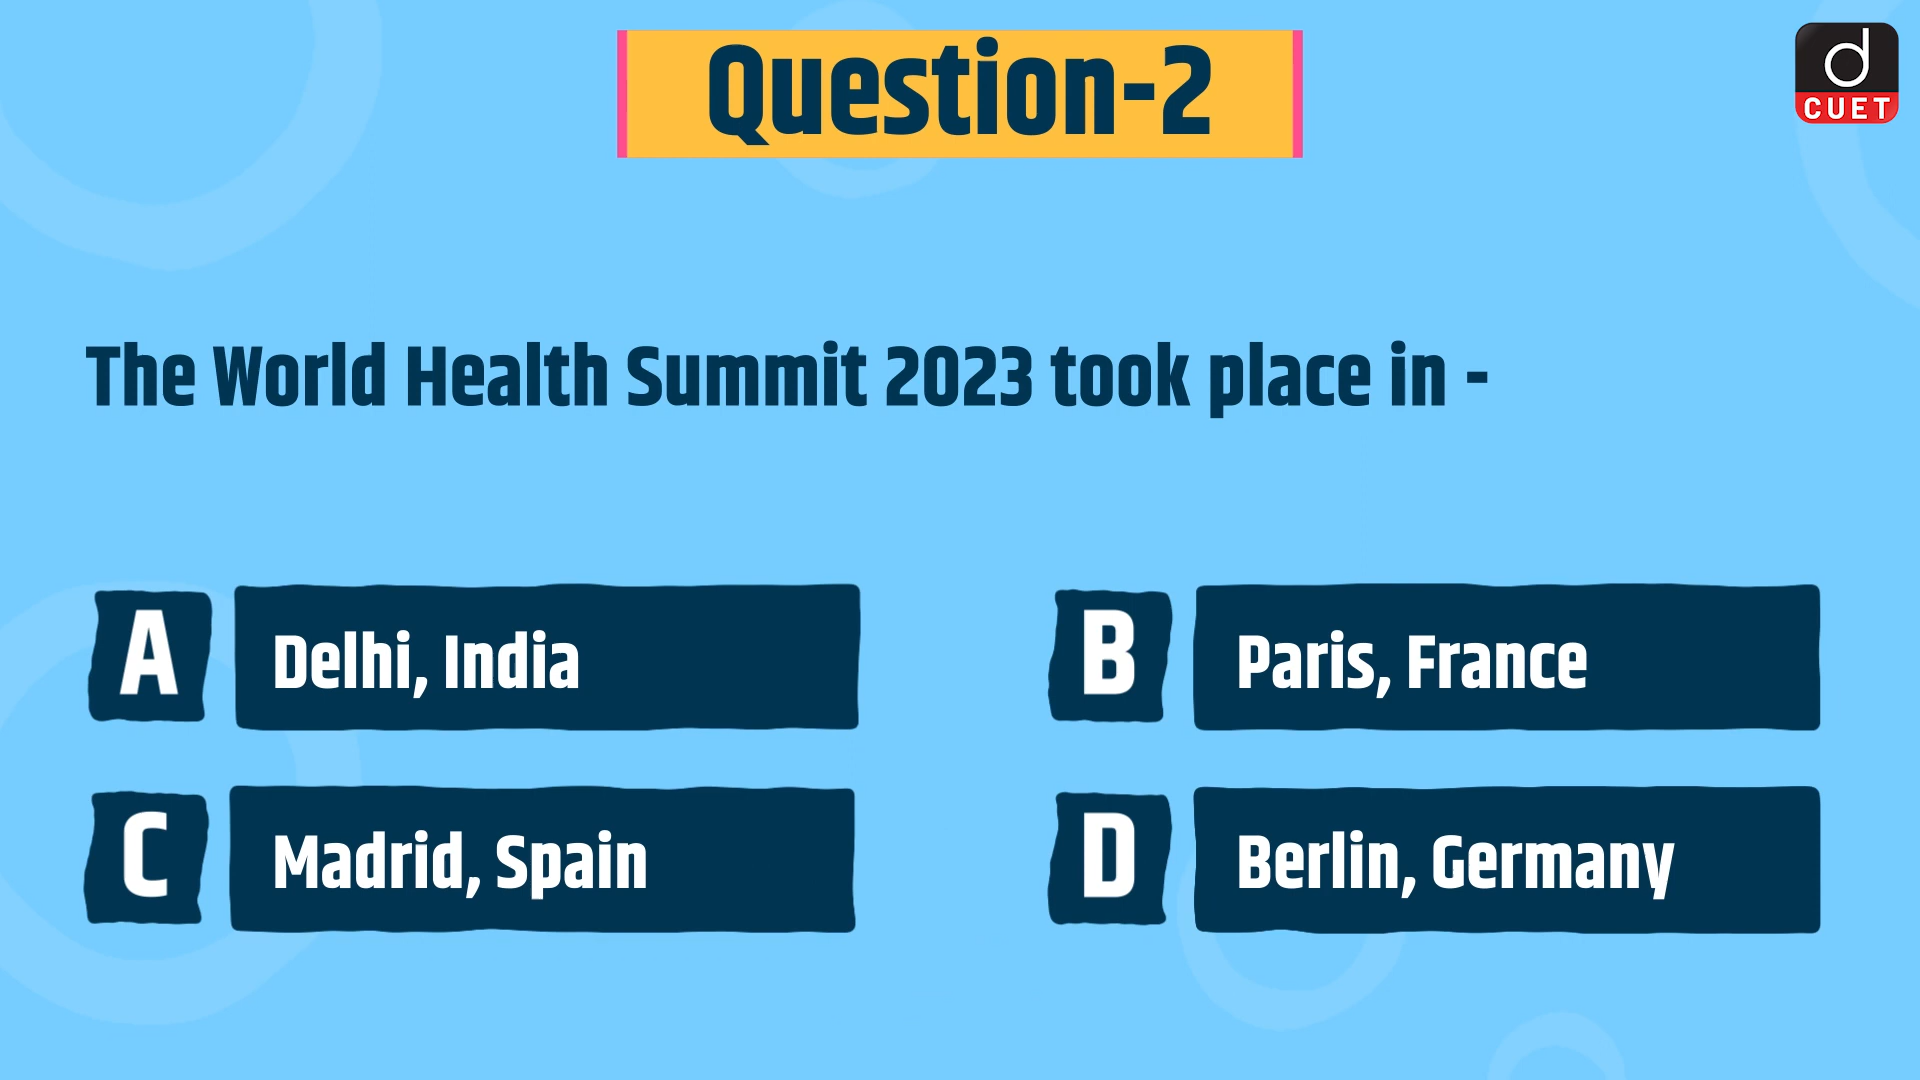 Question-2
d
CUET
The World Health Summit 2023 took place in -
A
Delhi, India
B
Paris, France
C
Madrid, Spain
D
Berlin, Germany